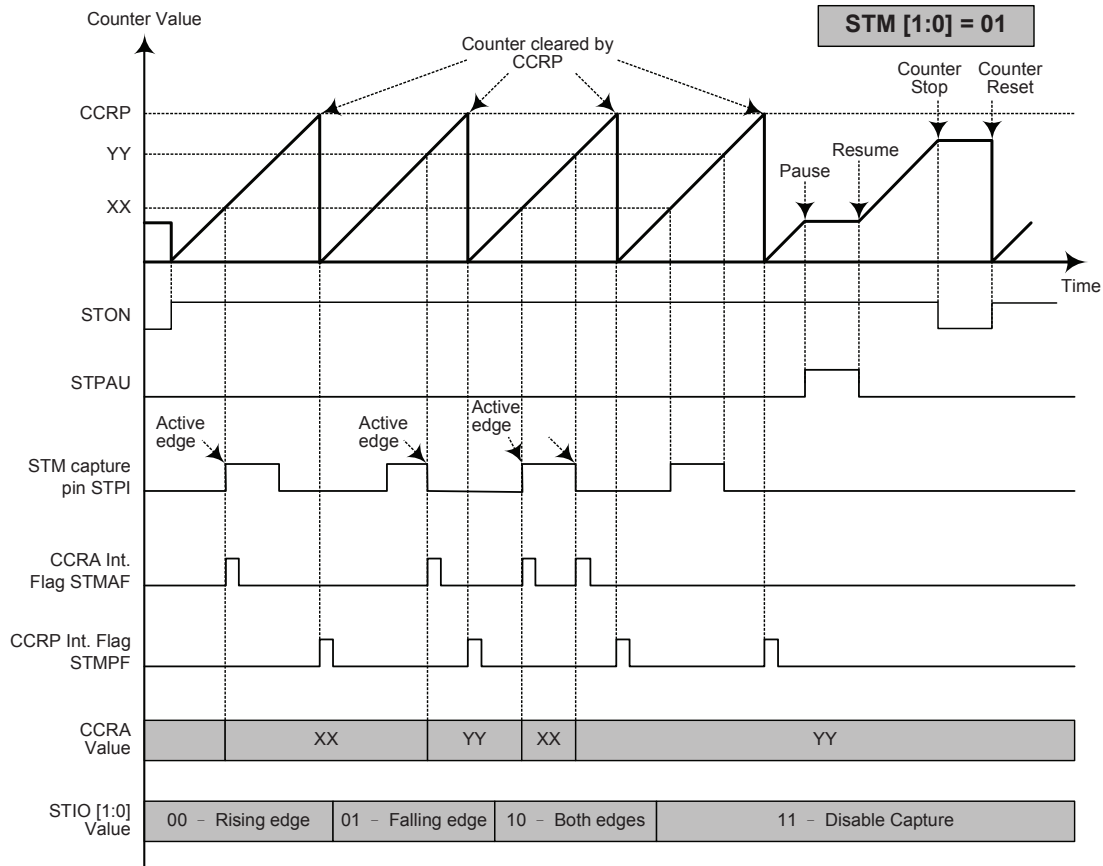 Counter Value
STM [1:0] = 01
Counter cleared by
CCRP
Counter
Stop
Counter
Reset
CCRP
YY
Resume
Pause
XX
Time
STON
STPAU
Active
edge
Active
edge
Active
edge
STM capture
pin STPI
CCRA Int.
Flag STMAF
CCRP Int. Flag
STMPF
CCRA
Value
XX
YY
XX
YY
STIO [1:0]
Value
00 – Rising edge
01 – Falling edge
10 – Both edges
11 – Disable Capture